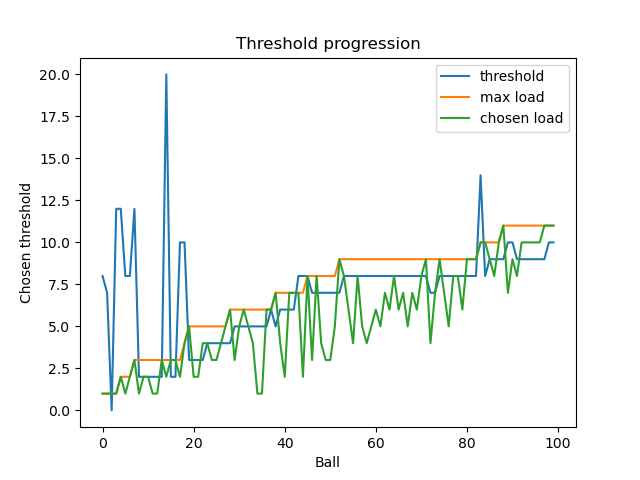 Threshold progression
threshold
max load
chosen load
Chosen threshold
20.0
17.5
15.0
12.5
10.0
7.5
5.0
2.5
0.0
0 20 40 60 80 100
Ball